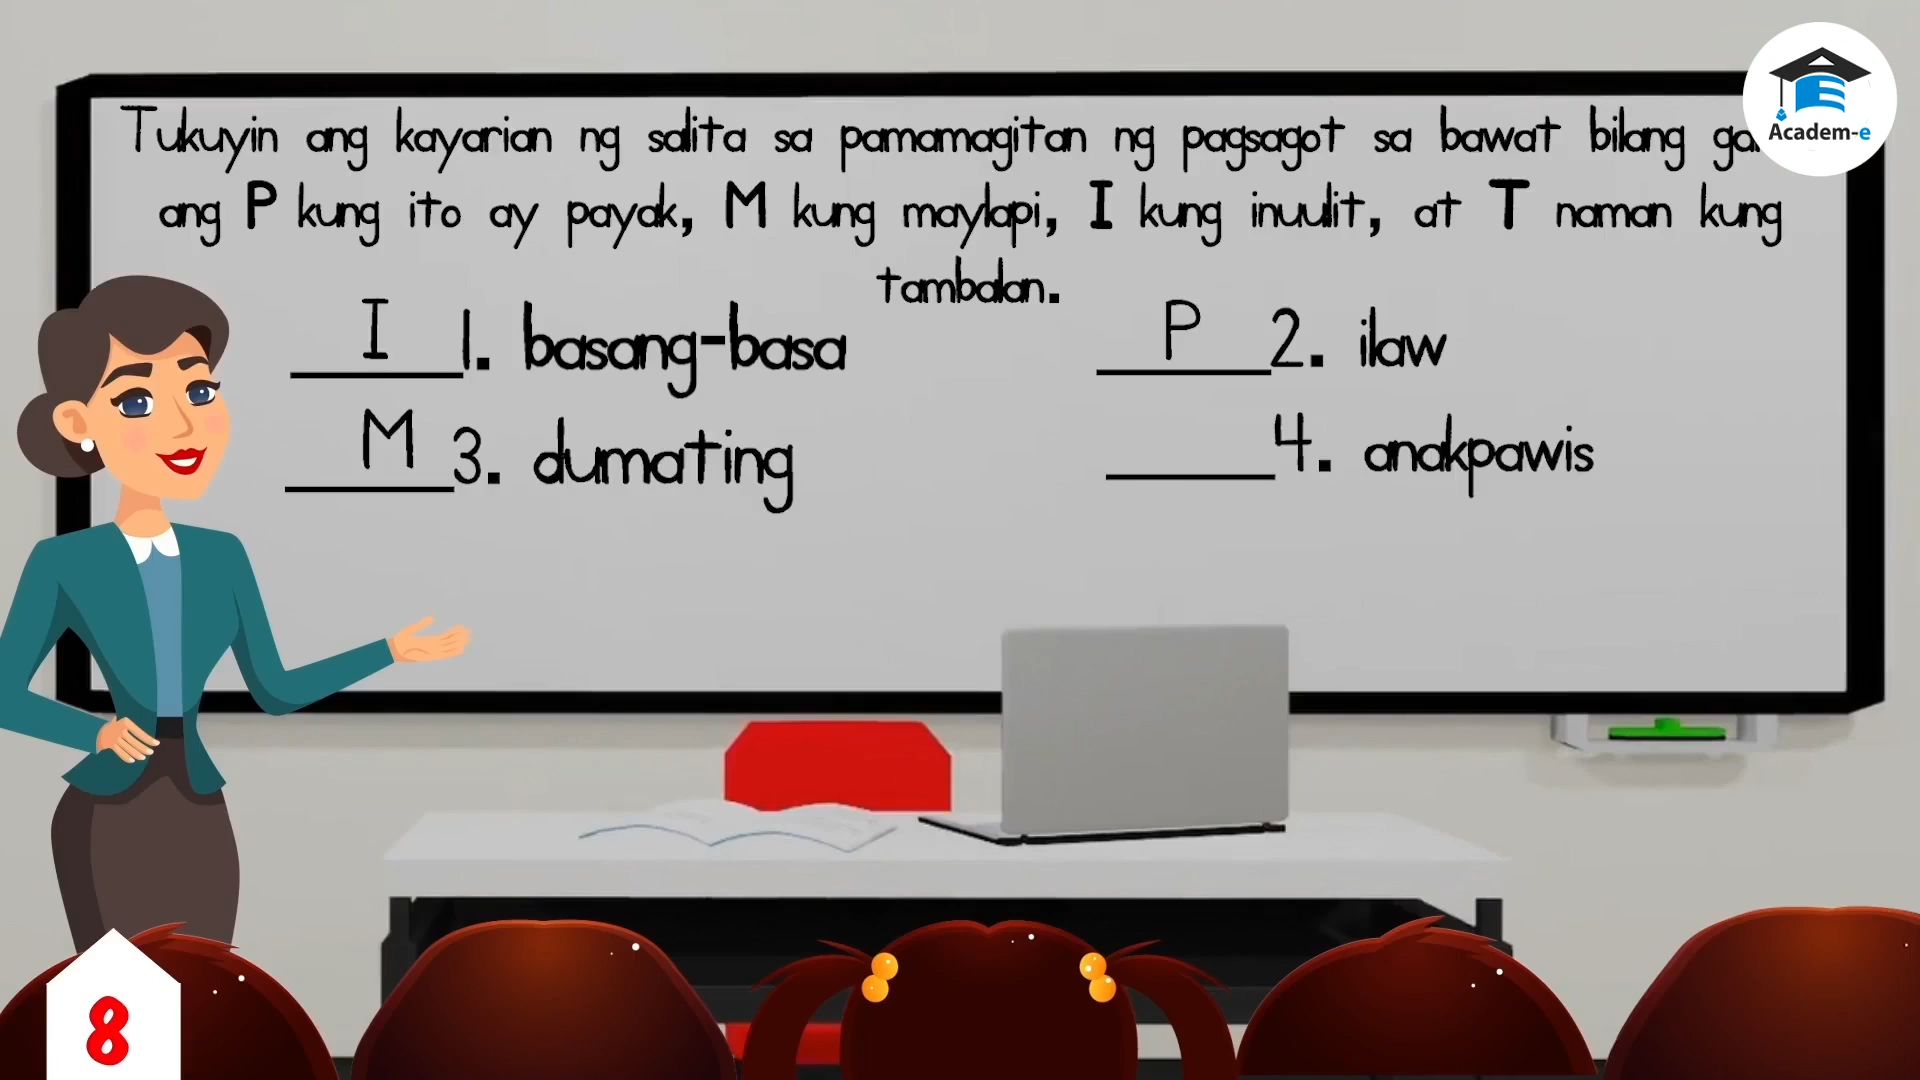 Academ-e
Tukuyin ang kayarian ng salita sa pamamagitan ng pagsagot sa bawat bilang
ang P kung ito ay payak, M kung maylapi, I kung inuulit, at T naman kung
tambalan.
I 1. basang-basa
P 2. ilaw
M 3. dumating
4. anakpawis
8